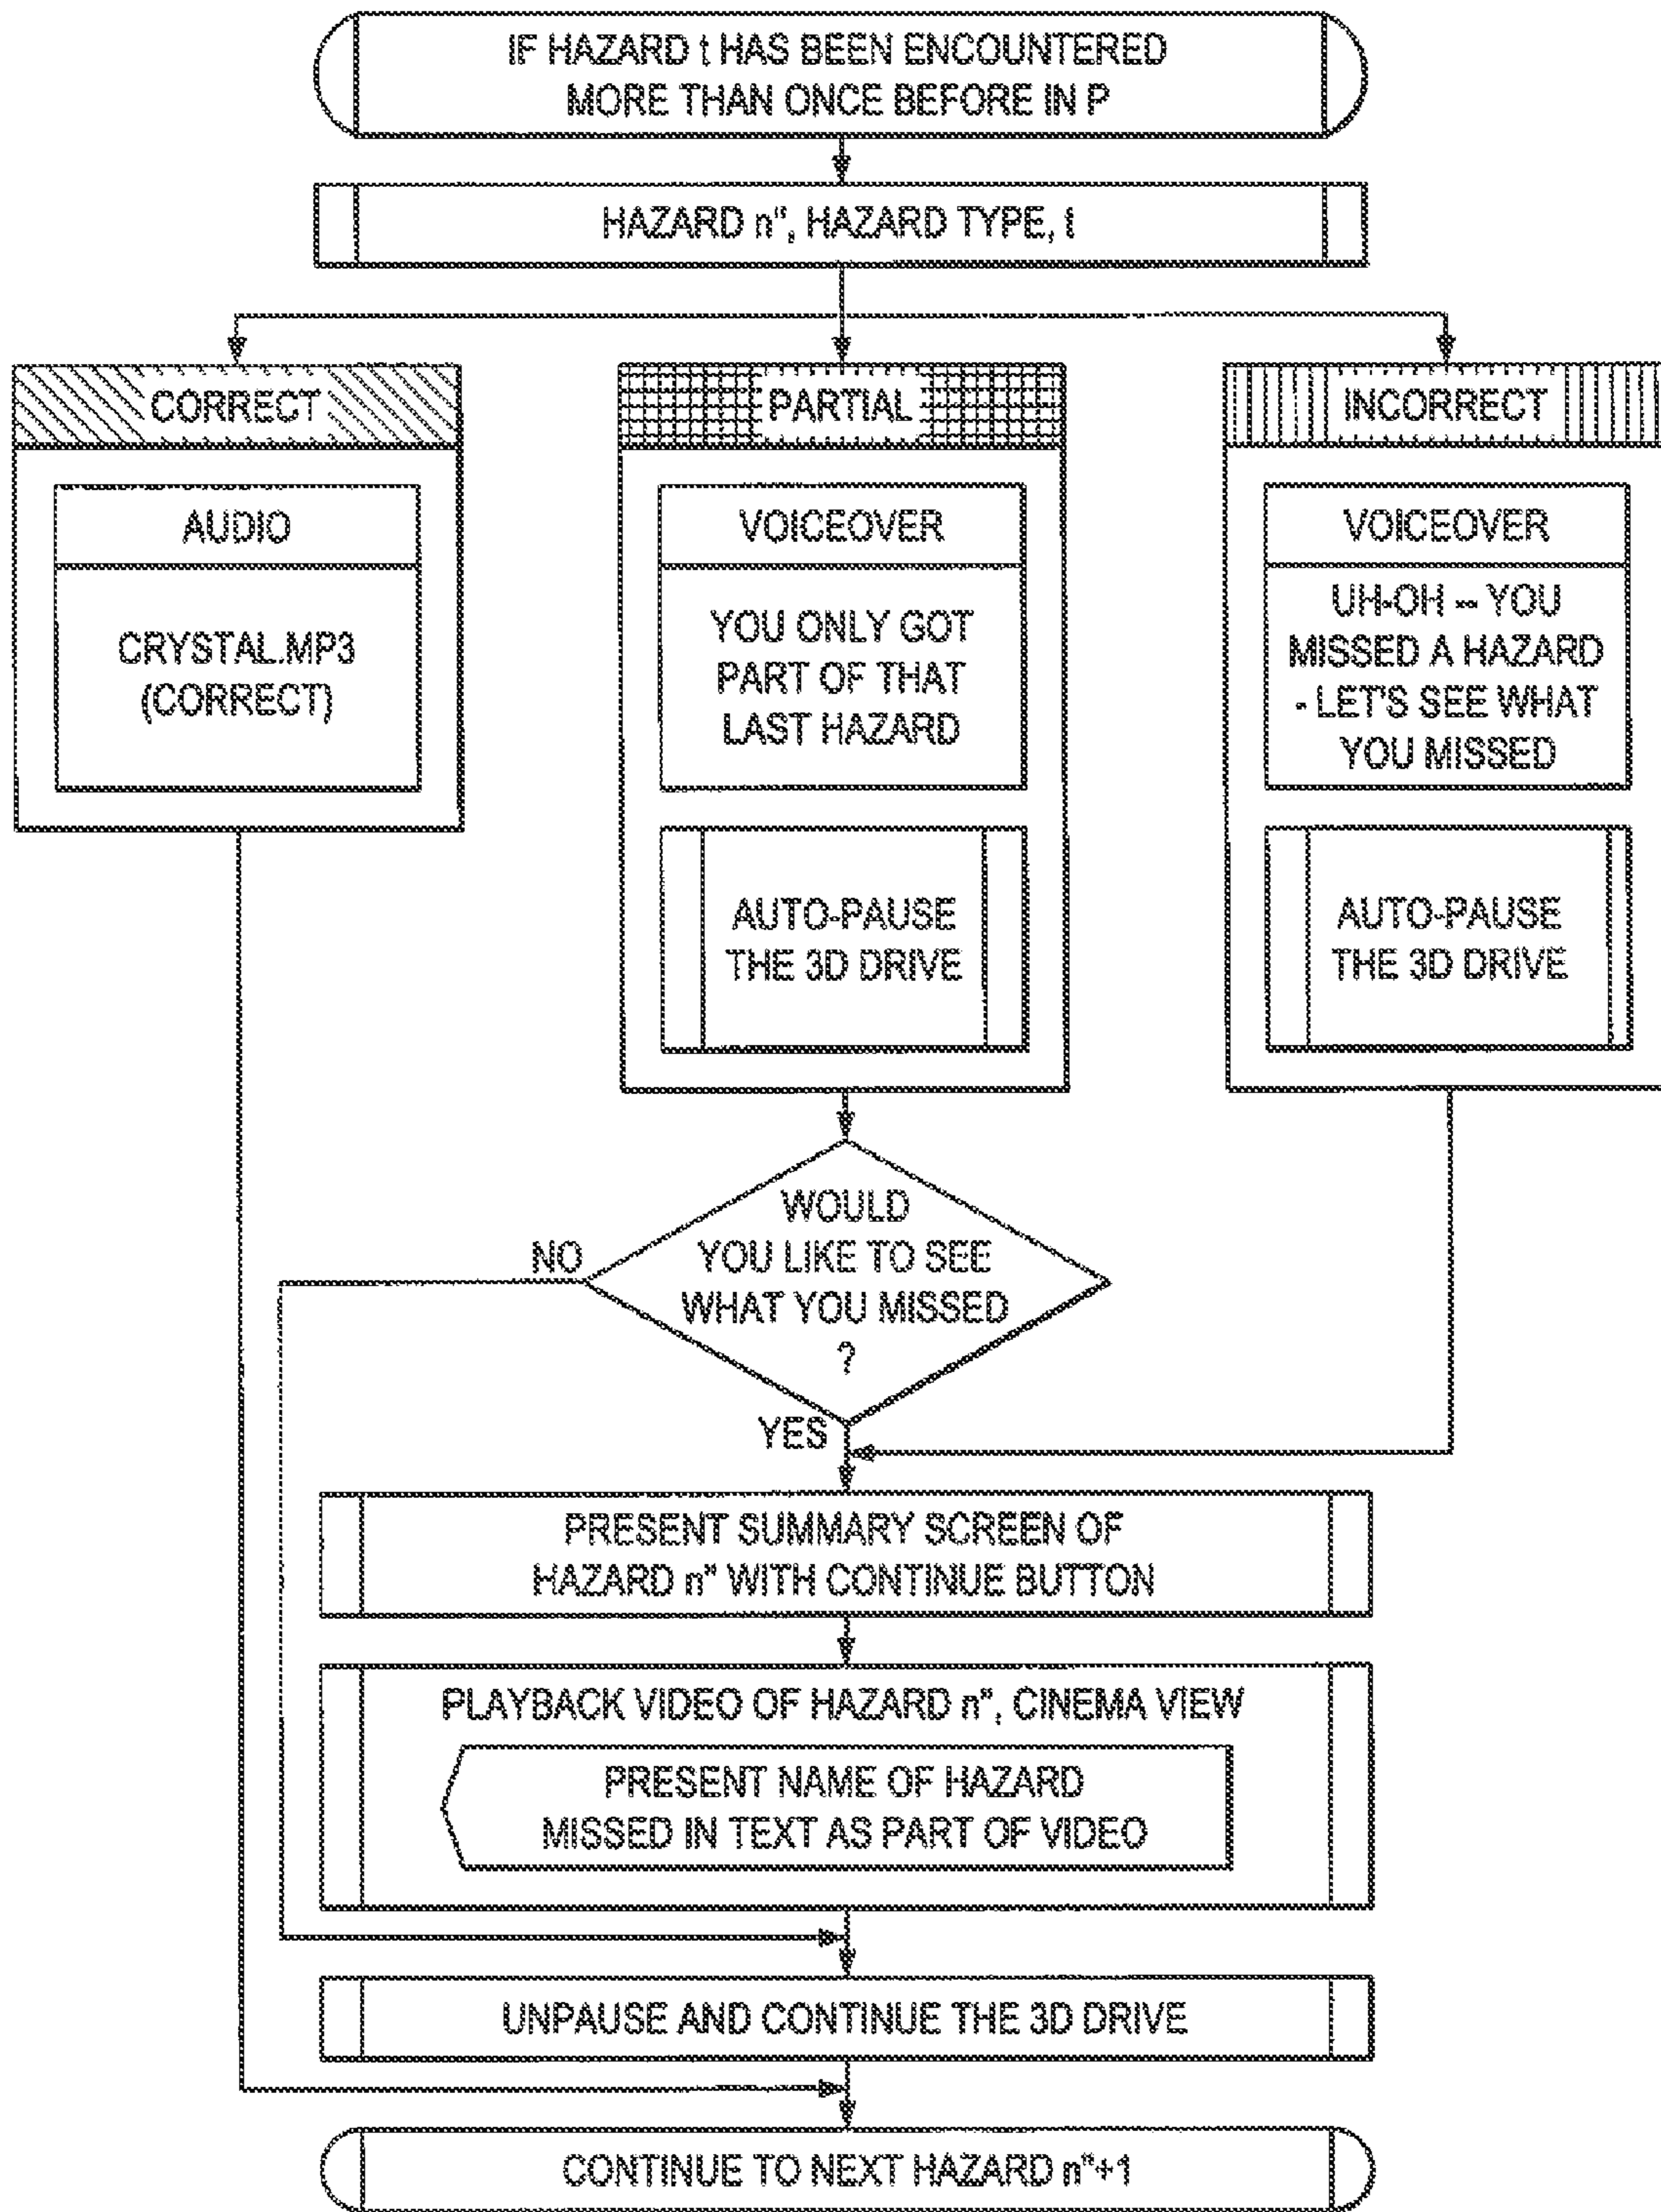 IF HAZARD t HAS BEEN ENCOUNTERED
MORE THAN ONCE BEFORE IN P
HAZARD n", HAZARD TYPE, t
CORRECT
AUDIO
CRYSTAL.MP3
(CORRECT)
PARTIAL
VOICEOVER
YOU ONLY GOT
PART OF THAT
LAST HAZARD
AUTO-PAUSE
THE 3D DRIVE
INCORRECT
VOICEOVER
UH-OH -- YOU
MISSED A HAZARD
- LET'S SEE WHAT
YOU MISSED
AUTO-PAUSE
THE 3D DRIVE
WOULD
YOU LIKE TO SEE
WHAT YOU MISSED
?
NO
YES
PRESENT SUMMARY SCREEN OF
HAZARD n" WITH CONTINUE BUTTON
PLAYBACK VIDEO OF HAZARD n", CINEMA VIEW
PRESENT NAME OF HAZARD
MISSED IN TEXT AS PART OF VIDEO
UNPAUSE AND CONTINUE THE 3D DRIVE
CONTINUE TO NEXT HAZARD n"+1